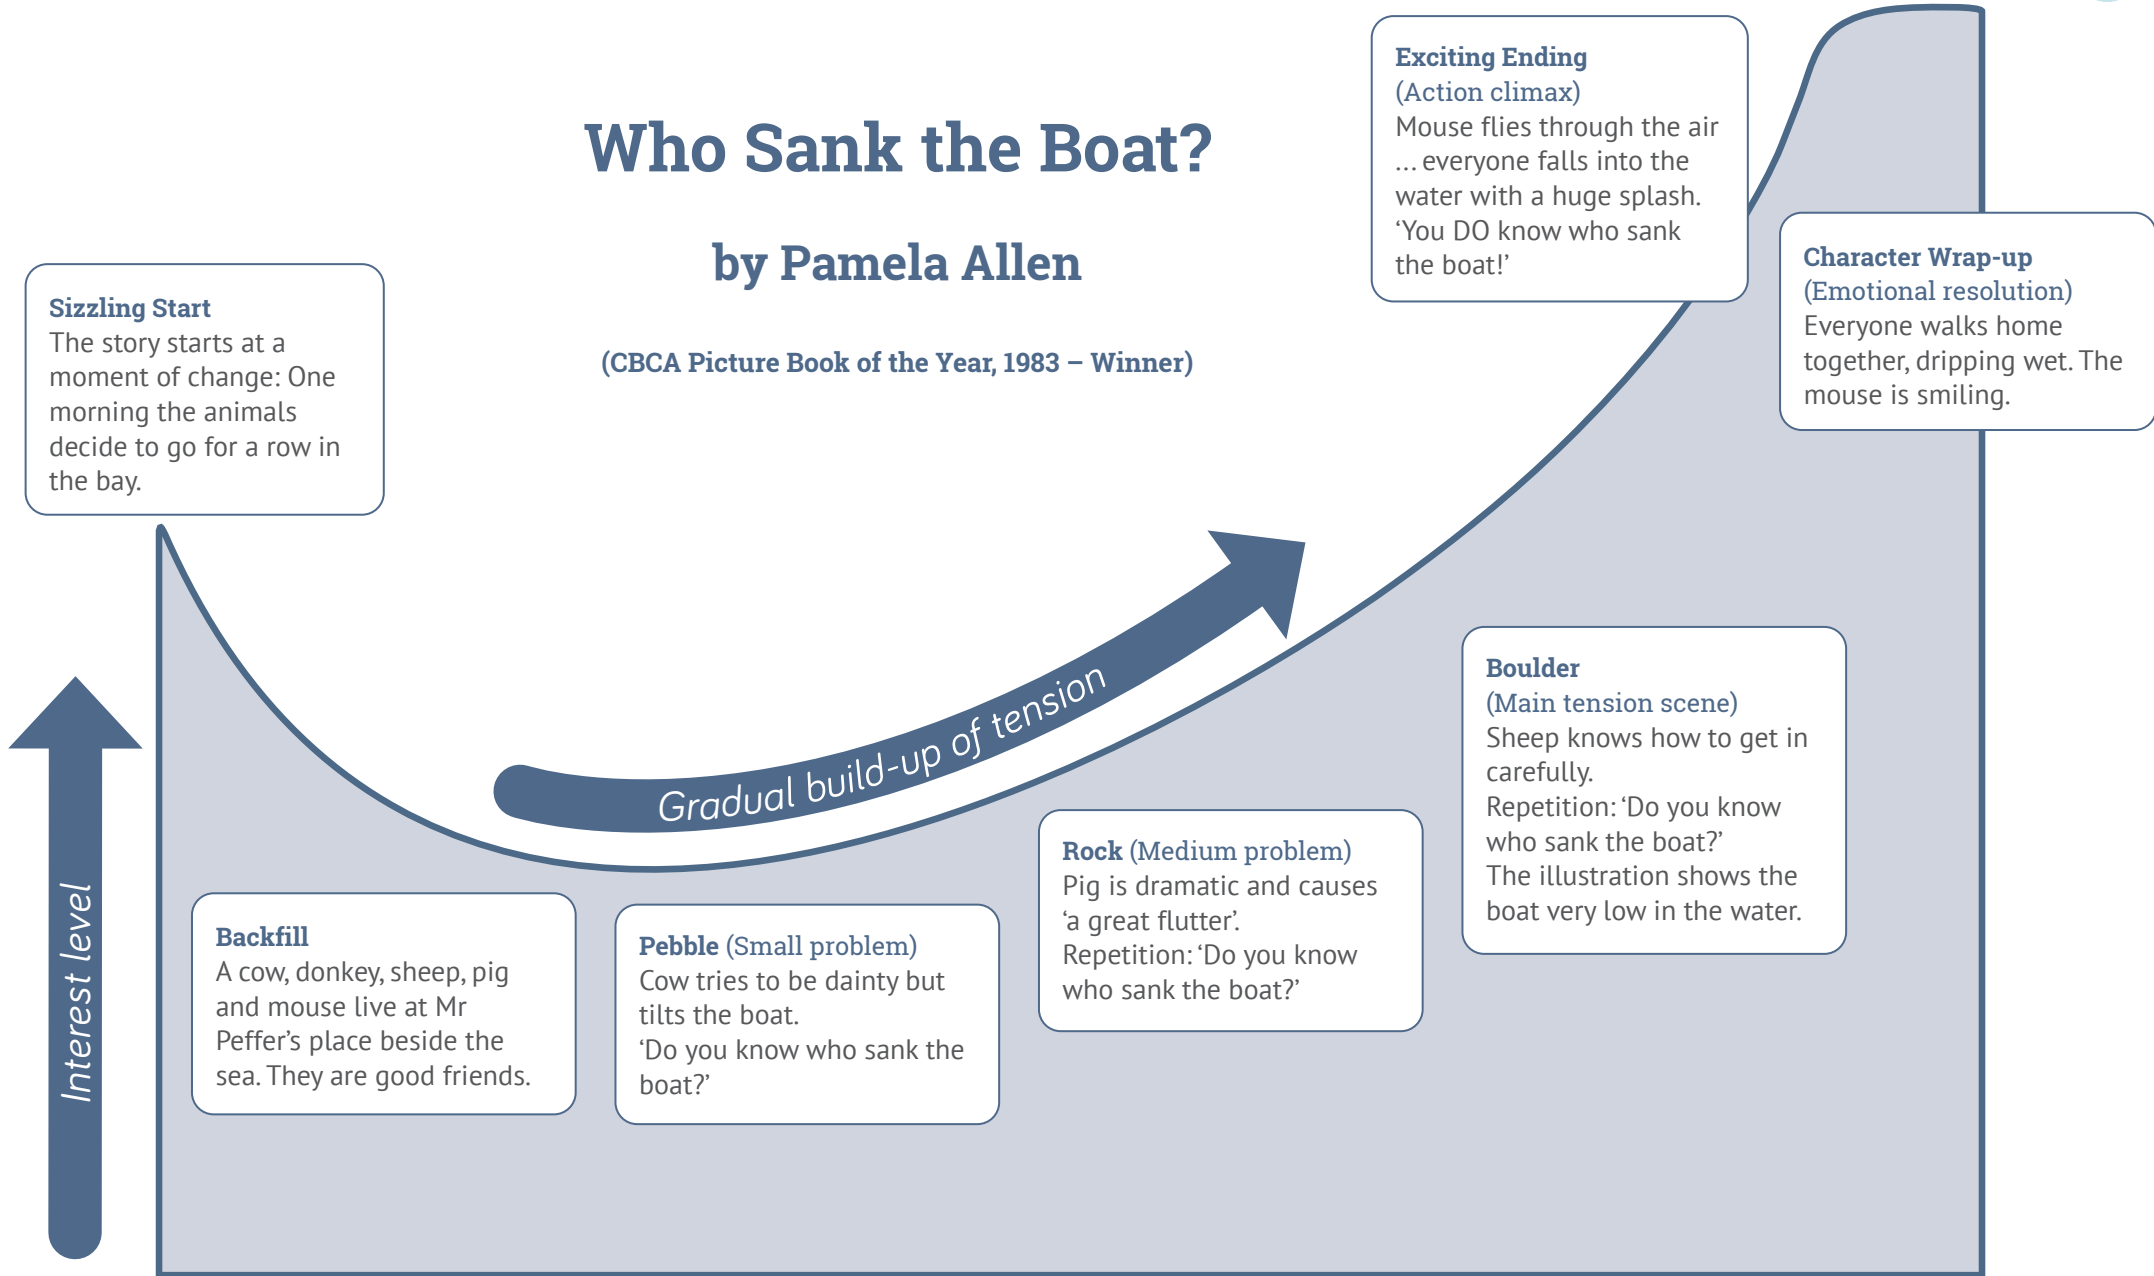 Who Sank the Boat?
by Pamela Allen
(CBCA Picture Book of the Year, 1983 – Winner)
Sizzling Start
The story starts at a
moment of change: One
morning the animals
decide to go for a row in
the bay.
Interest level
Backfill
A cow, donkey, sheep, pig
and mouse live at Mr
Peffer’s place beside the
sea. They are good friends.
Gradual build-up of tension
Pebble (Small problem)
Cow tries to be dainty but
tilts the boat.
‘Do you know who sank the
boat?’
Rock (Medium problem)
Pig is dramatic and causes
‘a great flutter’.
Repetition: ‘Do you know
who sank the boat?’
Boulder
(Main tension scene)
Sheep knows how to get in
carefully.
Repetition: ‘Do you know
who sank the boat?’
The illustration shows the
boat very low in the water.
Exciting Ending
(Action climax)
Mouse flies through the air
… everyone falls into the
water with a huge splash.
‘You DO know who sank
the boat!’
Character Wrap-up
(Emotional resolution)
Everyone walks home
together, dripping wet. The
mouse is smiling.